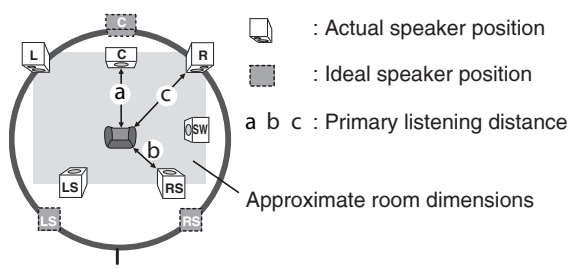 C
L
C
R
: Actual speaker position
: Ideal speaker position
a
c
SW
a b c : Primary listening distance
b
LS
RS
Approximate room dimensions
LS
RS